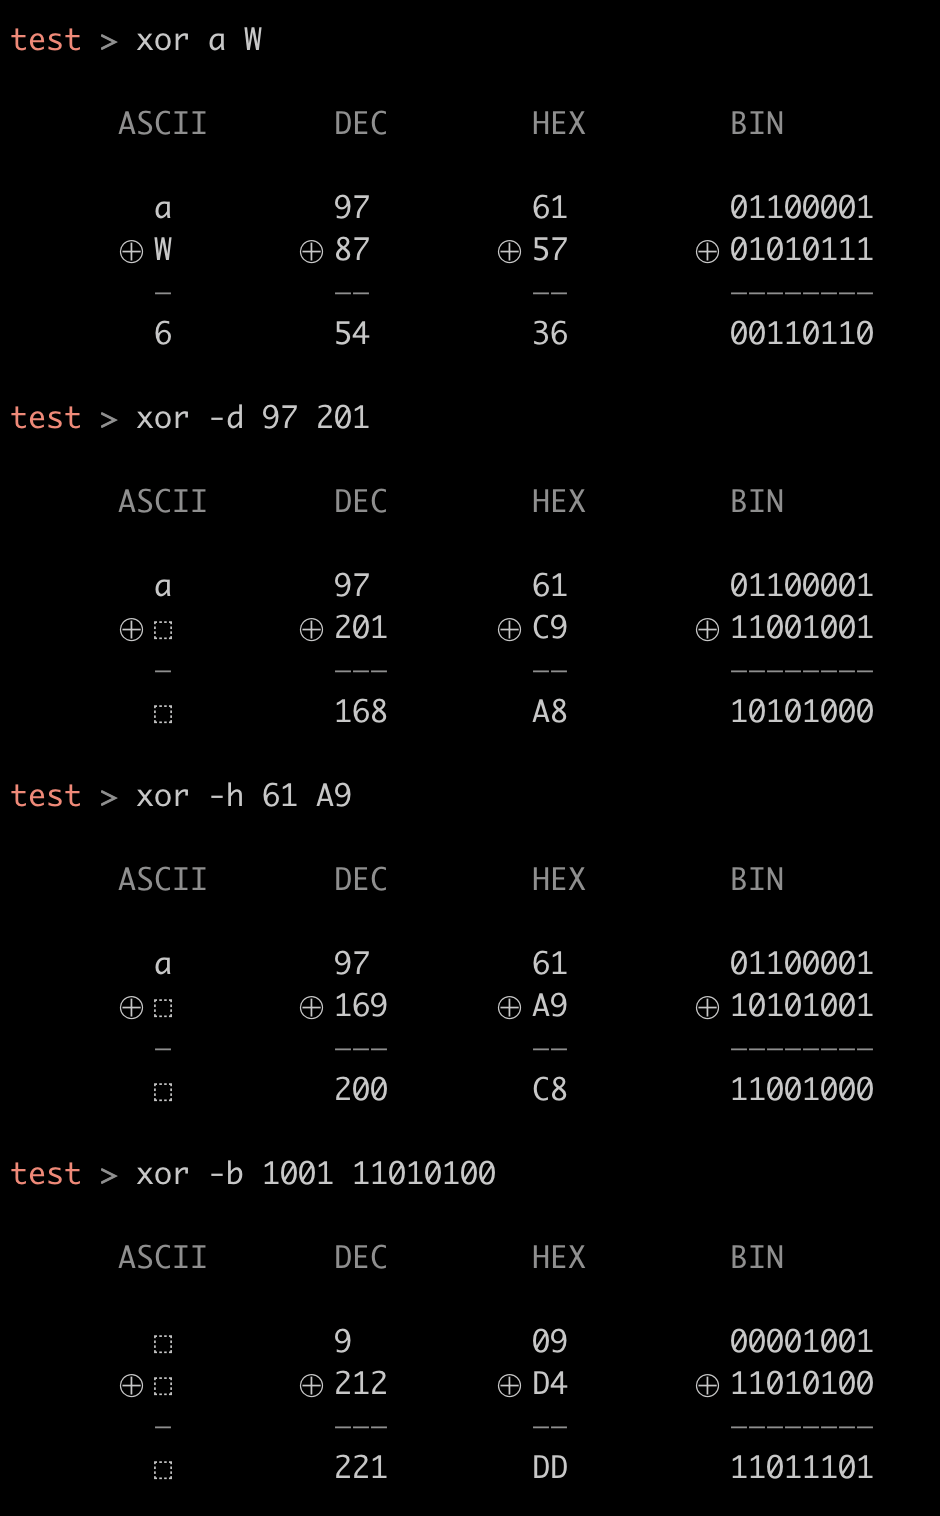 test > xor a W
ASCII DEC HEX BIN
a 97 61 01100001
⊕ W ⊕ 87 ⊕ 57 ⊕ 01010111
– –– –– ––––––––
6 54 36 00110110
test > xor -d 97 201
ASCII DEC HEX BIN
a 97 61 01100001
⊕ ⬚ ⊕ 201 ⊕ C9 ⊕ 11001001
– ––– –– ––––––––
⬚ 168 A8 10101000
test > xor -h 61 A9
ASCII DEC HEX BIN
a 97 61 01100001
⊕ ⬚ ⊕ 169 ⊕ A9 ⊕ 10101001
– ––– –– ––––––––
⬚ 200 C8 11001000
test > xor -b 1001 11010100
ASCII DEC HEX BIN
⬚ 9 09 00001001
⊕ ⬚ ⊕ 212 ⊕ D4 ⊕ 11010100
– ––– –– ––––––––
⬚ 221 DD 11011101